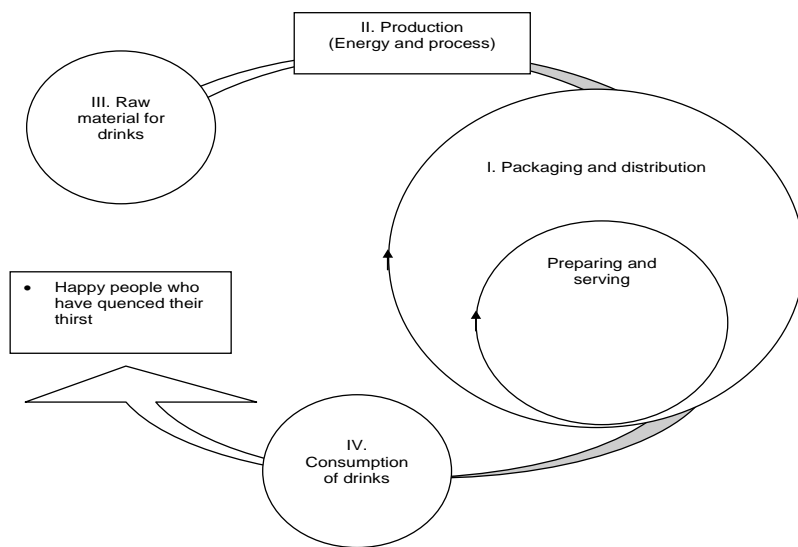 II. Production
(Energy and process)
III. Raw
material for
drinks
I. Packaging and distribution
Preparing and
serving
• Happy people who
have quenced their
thirst
IV.
Consumption
of drinks